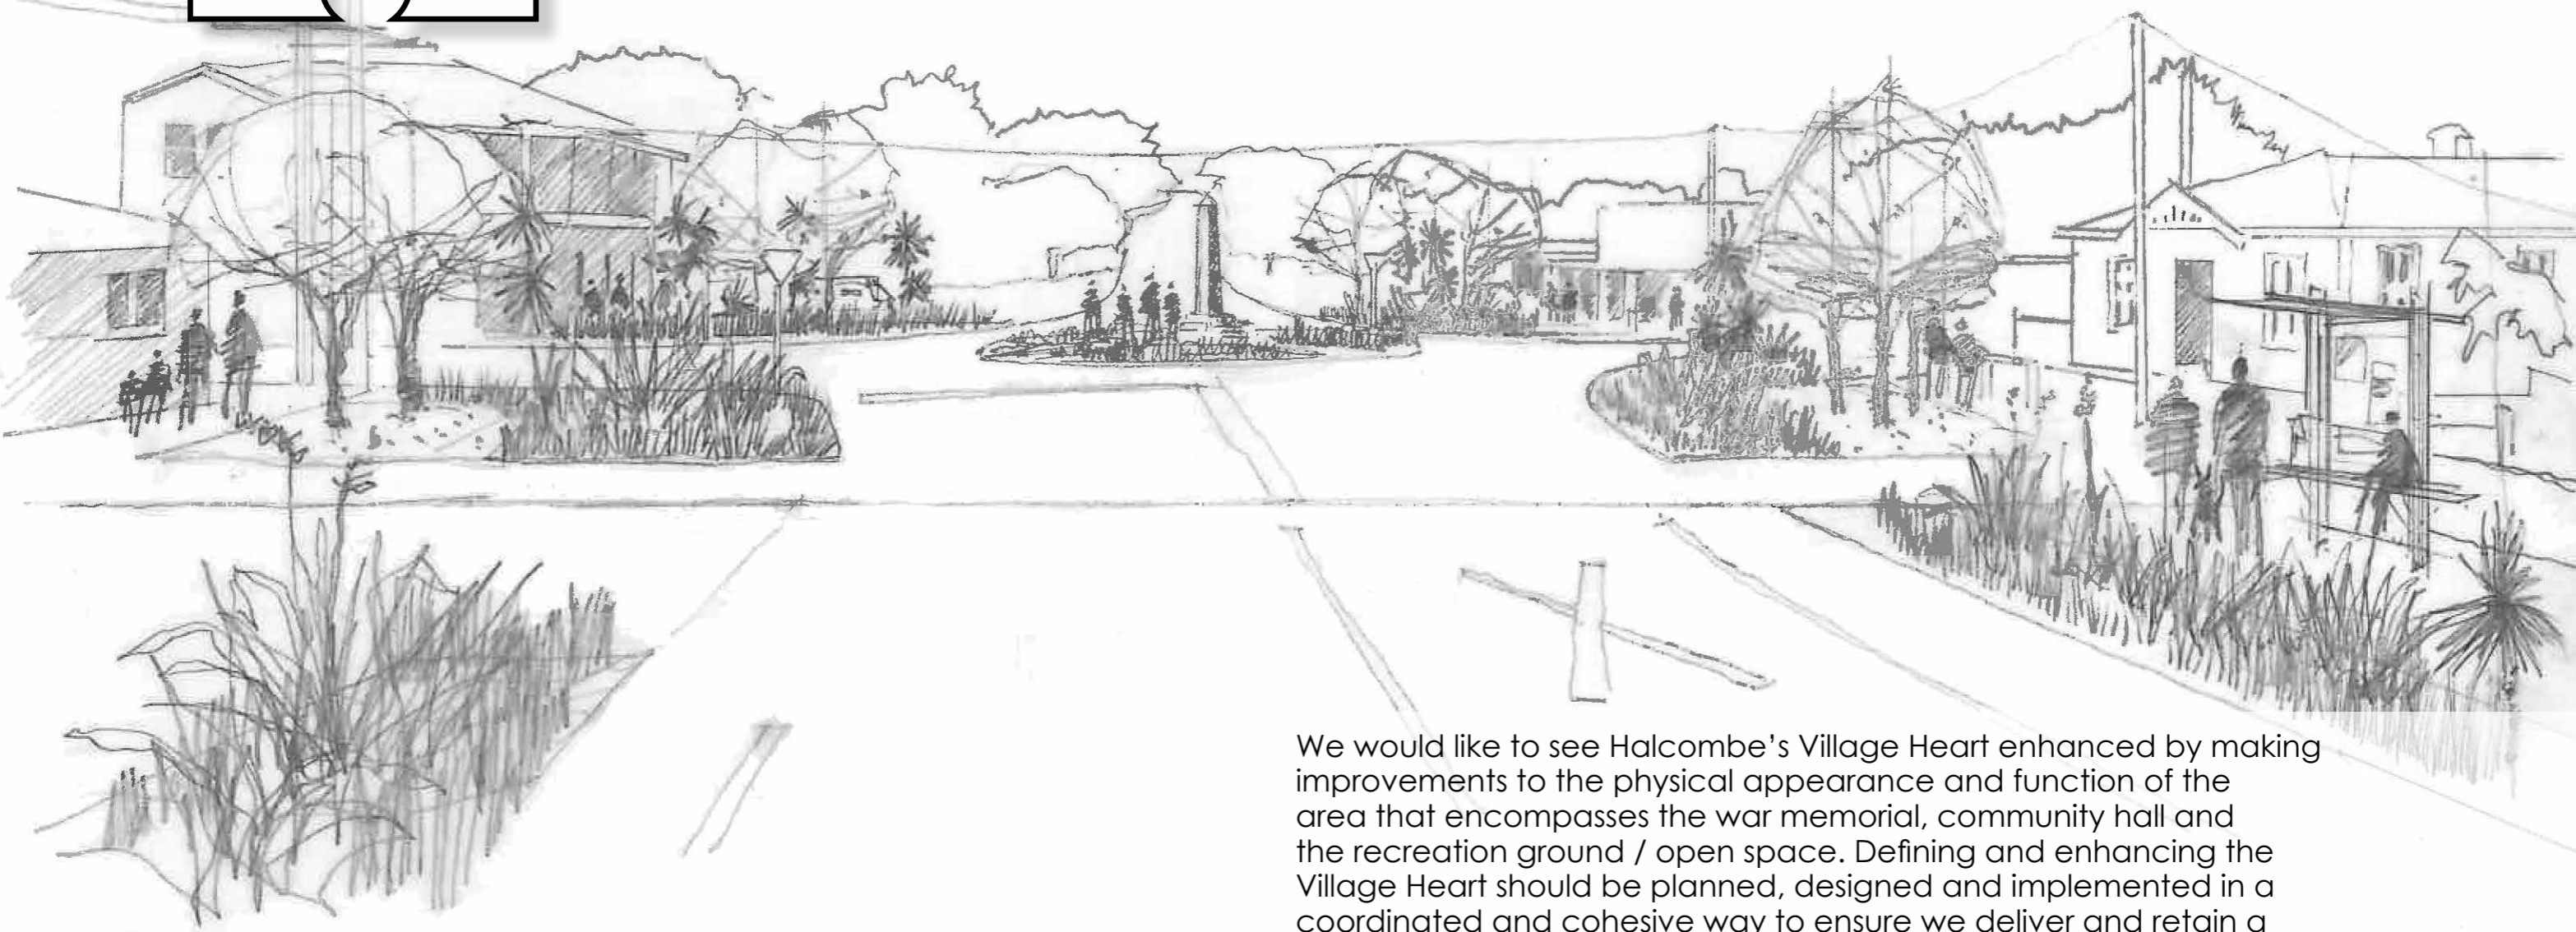 We would like to see Halcombe’s Village Heart enhanced by making
improvements to the physical appearance and function of the
area that encompasses the war memorial, community hall and
the recreation ground / open space. Defining and enhancing the
Village Heart should be planned, designed and implemented in a
coordinated and cohesive way to ensure we deliver and retain a